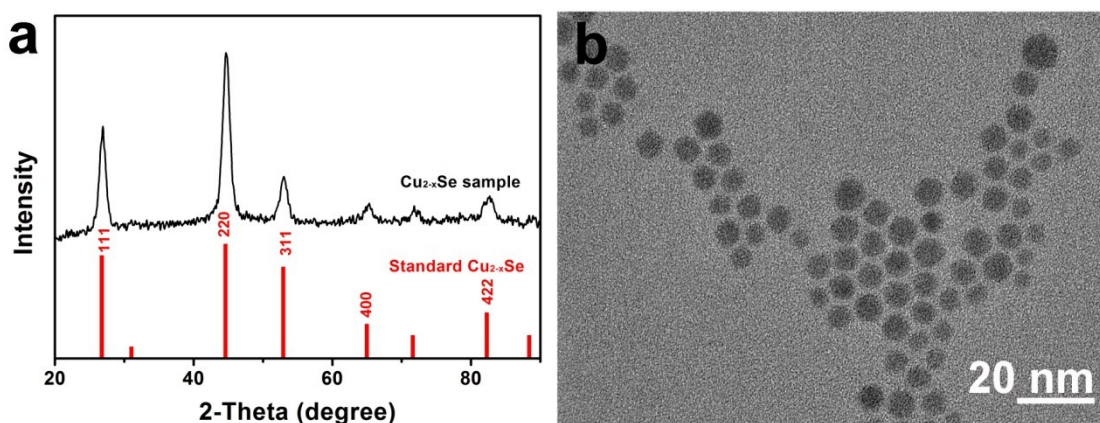 a
Intensity
Cu₂₋ₓSe sample
111
220
311
Standard Cu₂₋ₓSe
400
422
20 40 60 80
2-Theta (degree)
b
20 nm